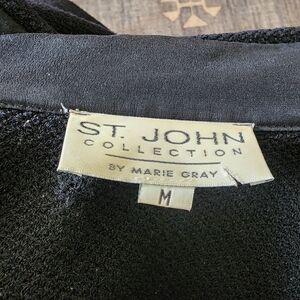 ST. JOHN
COLLECTION
BY MARIE GRAY
M